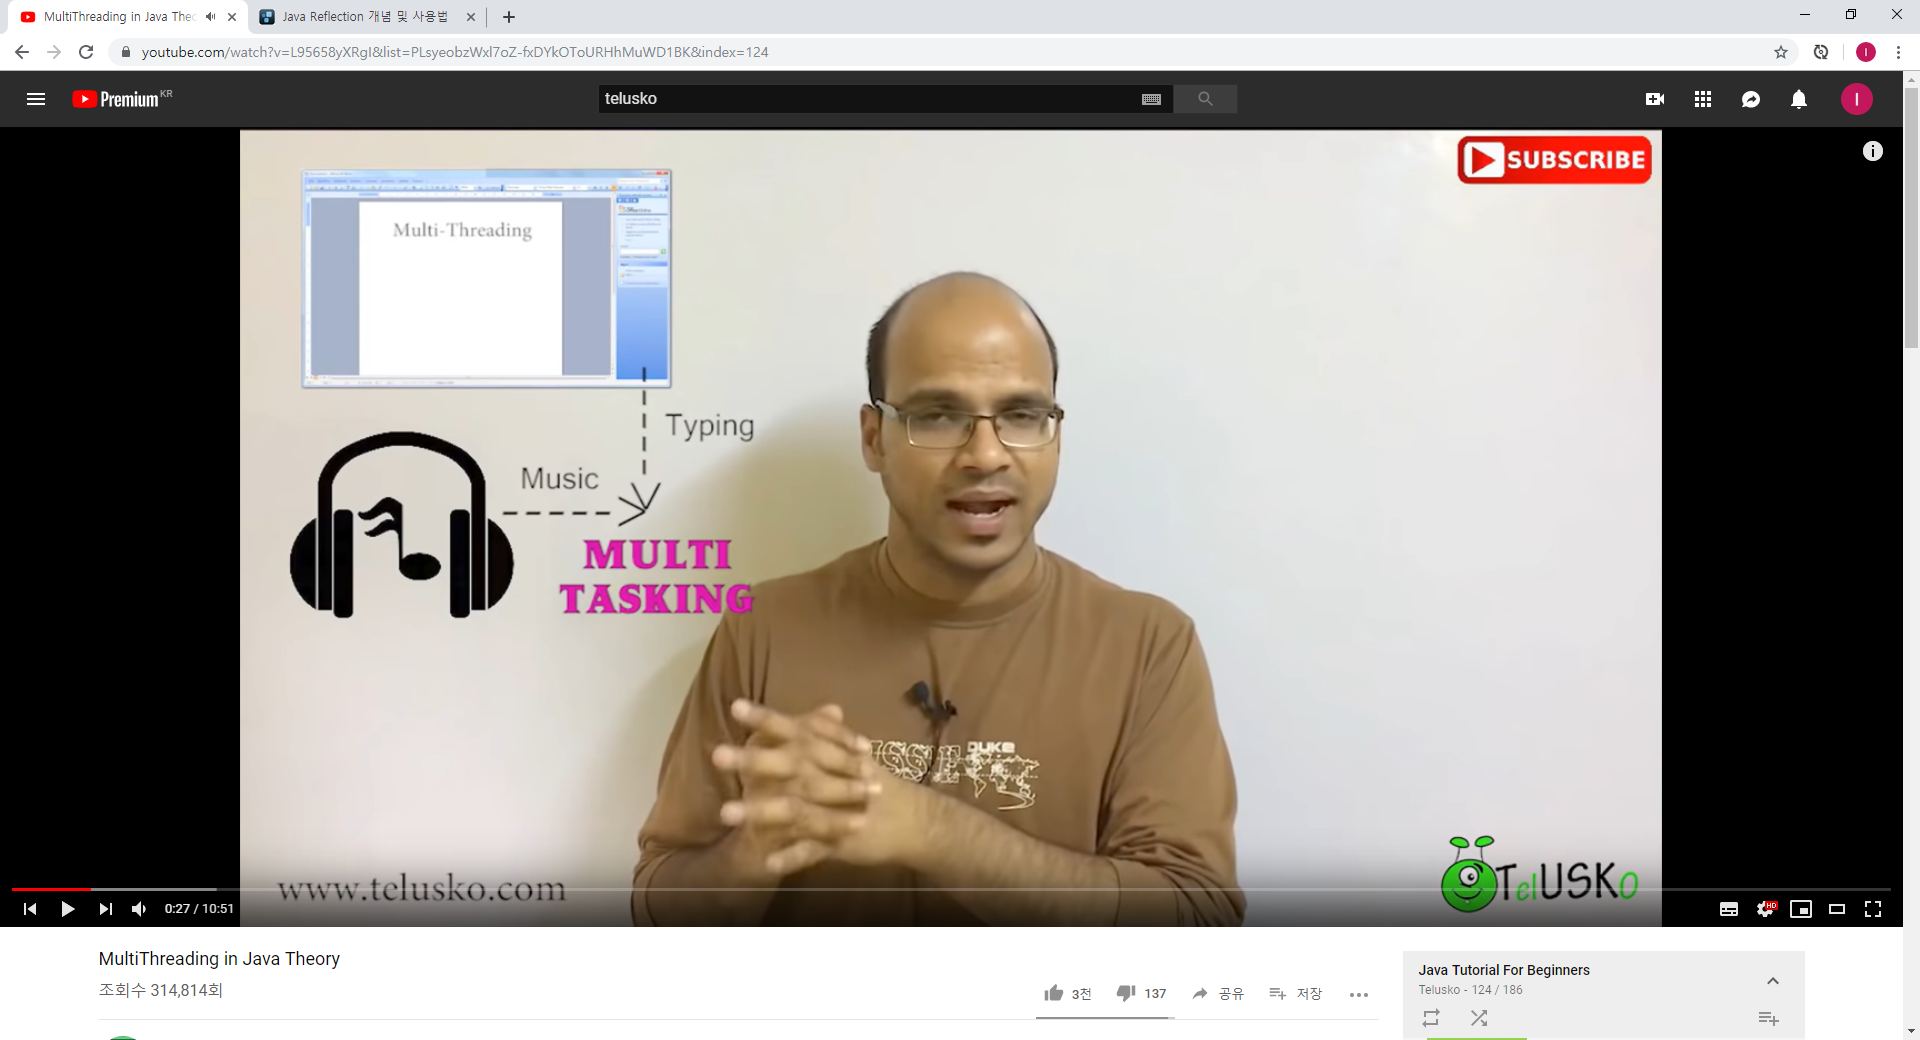 MultiThreading in Java Theo
Java Reflection 개념 및 사용법
youtube.com/watch?v=L95658yXRgI&list=PLsyeobzWxl7oZ-fxDYkOToURHhMuWD1BK&index=124
I
Premium KR
telusko
I
SUBSCRIBE
Multi-Threading
Typing
Music
MULTI
TASKING
DUKE
www.telusko.com
TelUSKO
0:27 / 10:51
HD
MultiThreading in Java Theory
조회수 314,814회
3천
137
공유
저장
Java Tutorial For Beginners
Telusko - 124 / 186